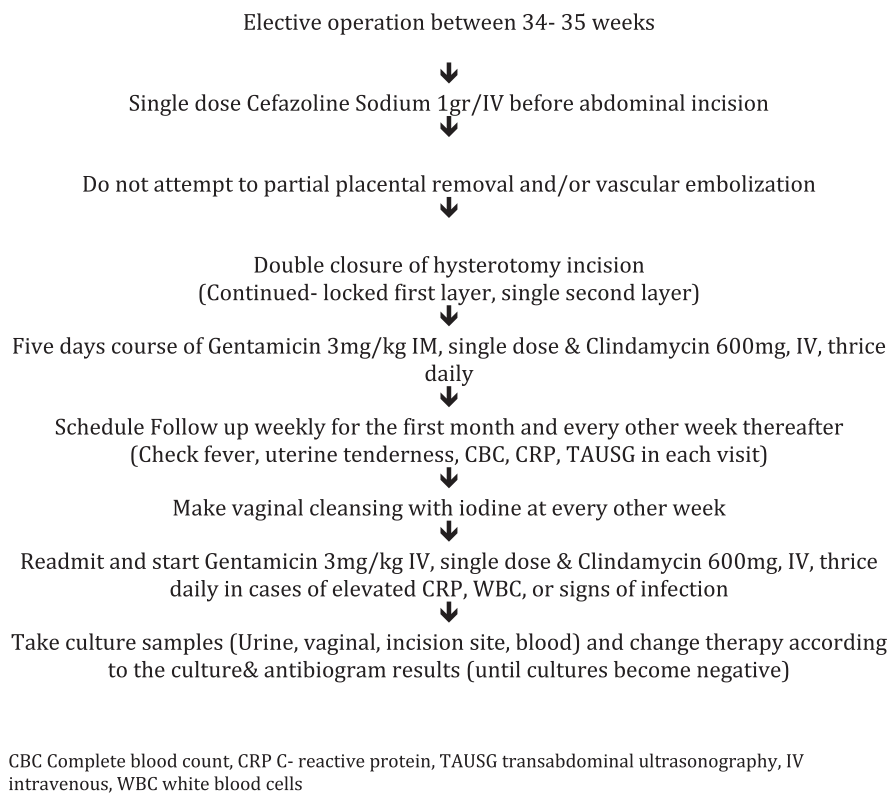 Elective operation between 34- 35 weeks
Single dose Cefazoline Sodium 1gr/IV before abdominal incision
Do not attempt to partial placental removal and/or vascular embolization
Double closure of hysterotomy incision
(Continued- locked first layer, single second layer)
Five days course of Gentamicin 3mg/kg IM, single dose & Clindamycin 600mg, IV, thrice
daily
Schedule Follow up weekly for the first month and every other week thereafter
(Check fever, uterine tenderness, CBC, CRP, TAUSG in each visit)
Make vaginal cleansing with iodine at every other week
Readmit and start Gentamicin 3mg/kg IV, single dose & Clindamycin 600mg, IV, thrice
daily in cases of elevated CRP, WBC, or signs of infection
Take culture samples (Urine, vaginal, incision site, blood) and change therapy according
to the culture& antibiogram results (until cultures become negative)
CBC Complete blood count, CRP C- reactive protein, TAUSG transabdominal ultrasonography, IV
intravenous, WBC white blood cells